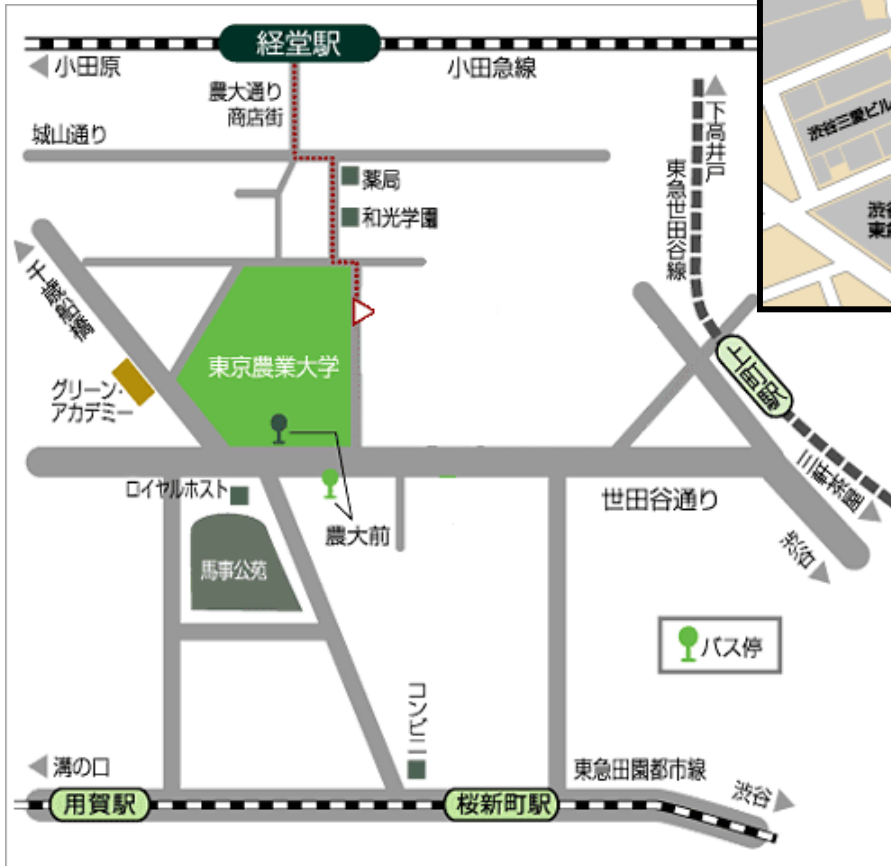 経堂駅
小田原
小田急線
農大通り
商店街
城山通り
下高井戸
東急世田谷線
渋谷三愛ビル
薬局
和光学園
千歳船橋
東京農業大学
上町駅
グリーン・
アカデミー
三軒茶屋
ロイヤルホスト
世田谷通り
農大前
渋谷
馬事公苑
バス停
コンビニ
溝の口
東急田園都市線
渋谷
用賀駅
桜新町駅